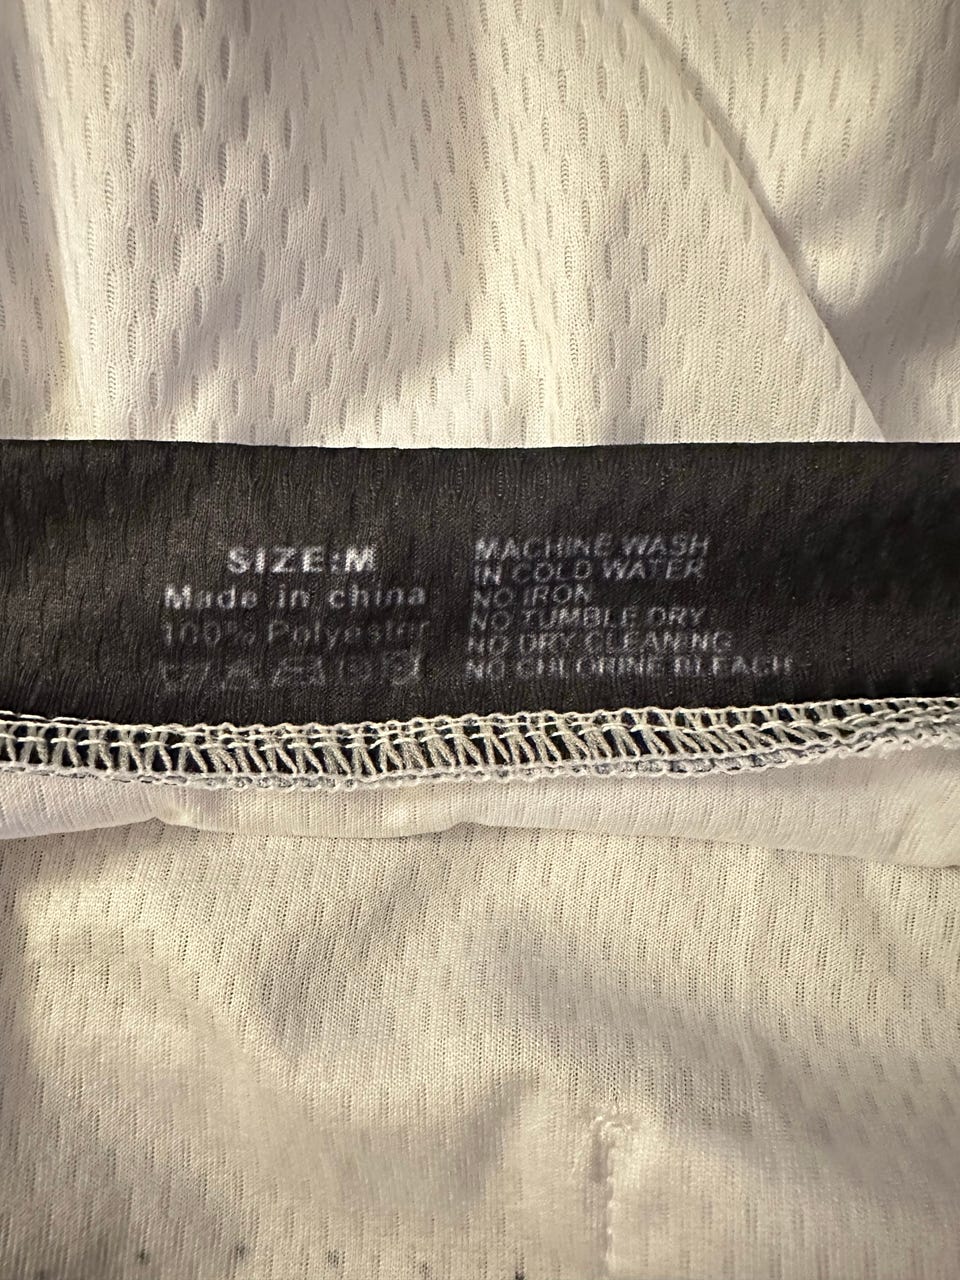 SIZE:M
Made in china
100% Polyester
MACHINE WASH
IN COLD WATER
NO IRON
NO TUMBLE DRY
NO DRY CLEANING
NO CHLORINE BLEACH